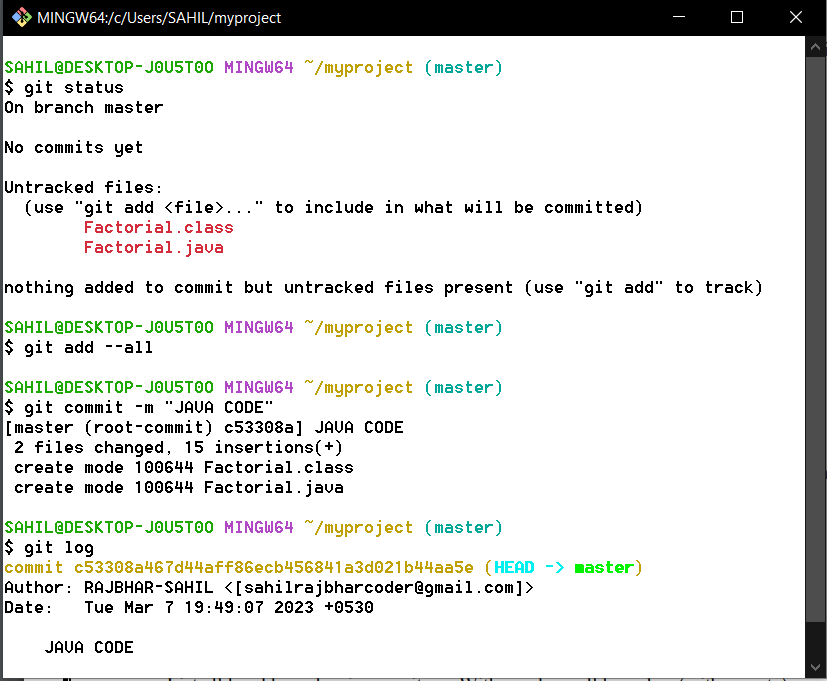 MINGW64:/c/Users/SAHIL/myproject
SAHIL@DESKTOP-J0U5T0O MINGW64 ~/myproject (master)
$ git status
On branch master
No commits yet
Untracked files:
  (use "git add <file>..." to include in what will be committed)
        Factorial.class
        Factorial.java
nothing added to commit but untracked files present (use "git add" to track)
SAHIL@DESKTOP-J0U5T0O MINGW64 ~/myproject (master)
$ git add --all
SAHIL@DESKTOP-J0U5T0O MINGW64 ~/myproject (master)
$ git commit -m "JAVA CODE"
[master (root-commit) c53308a] JAVA CODE
 2 files changed, 15 insertions(+)
 create mode 100644 Factorial.class
 create mode 100644 Factorial.java
SAHIL@DESKTOP-J0U5T0O MINGW64 ~/myproject (master)
$ git log
commit c53308a467d44aff86ecb456841a3d021b44aa5e (HEAD -> master)
Author: RAJBHAR-SAHIL <[sahilrajbharcoder@gmail.com]>
Date:   Tue Mar 7 19:49:07 2023 +0530
    JAVA CODE